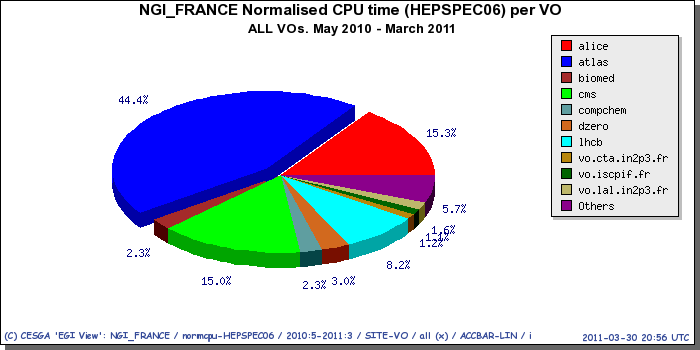 NGI_FRANCE Normalised CPU time (HEPSPEC06) per VO
ALL VOs. May 2010 - March 2011
alice
atlas
biomed
cms
compchem
dzero
lhcb
vo.cta.in2p3.fr
vo.iscpif.fr
vo.lal.in2p3.fr
Others
44.4%
15.3%
5.7%
1.6%
1.1%
1.2%
8.2%
3.0%
2.3%
15.0%
2.3%
(C) CESGA 'EGI View': NGI_FRANCE / normcpu-HEPSPEC06 / 2010:5-2011:3 / SITE-VO / all (x) / ACCBAR-LIN / i
2011-03-30 20:56 UTC